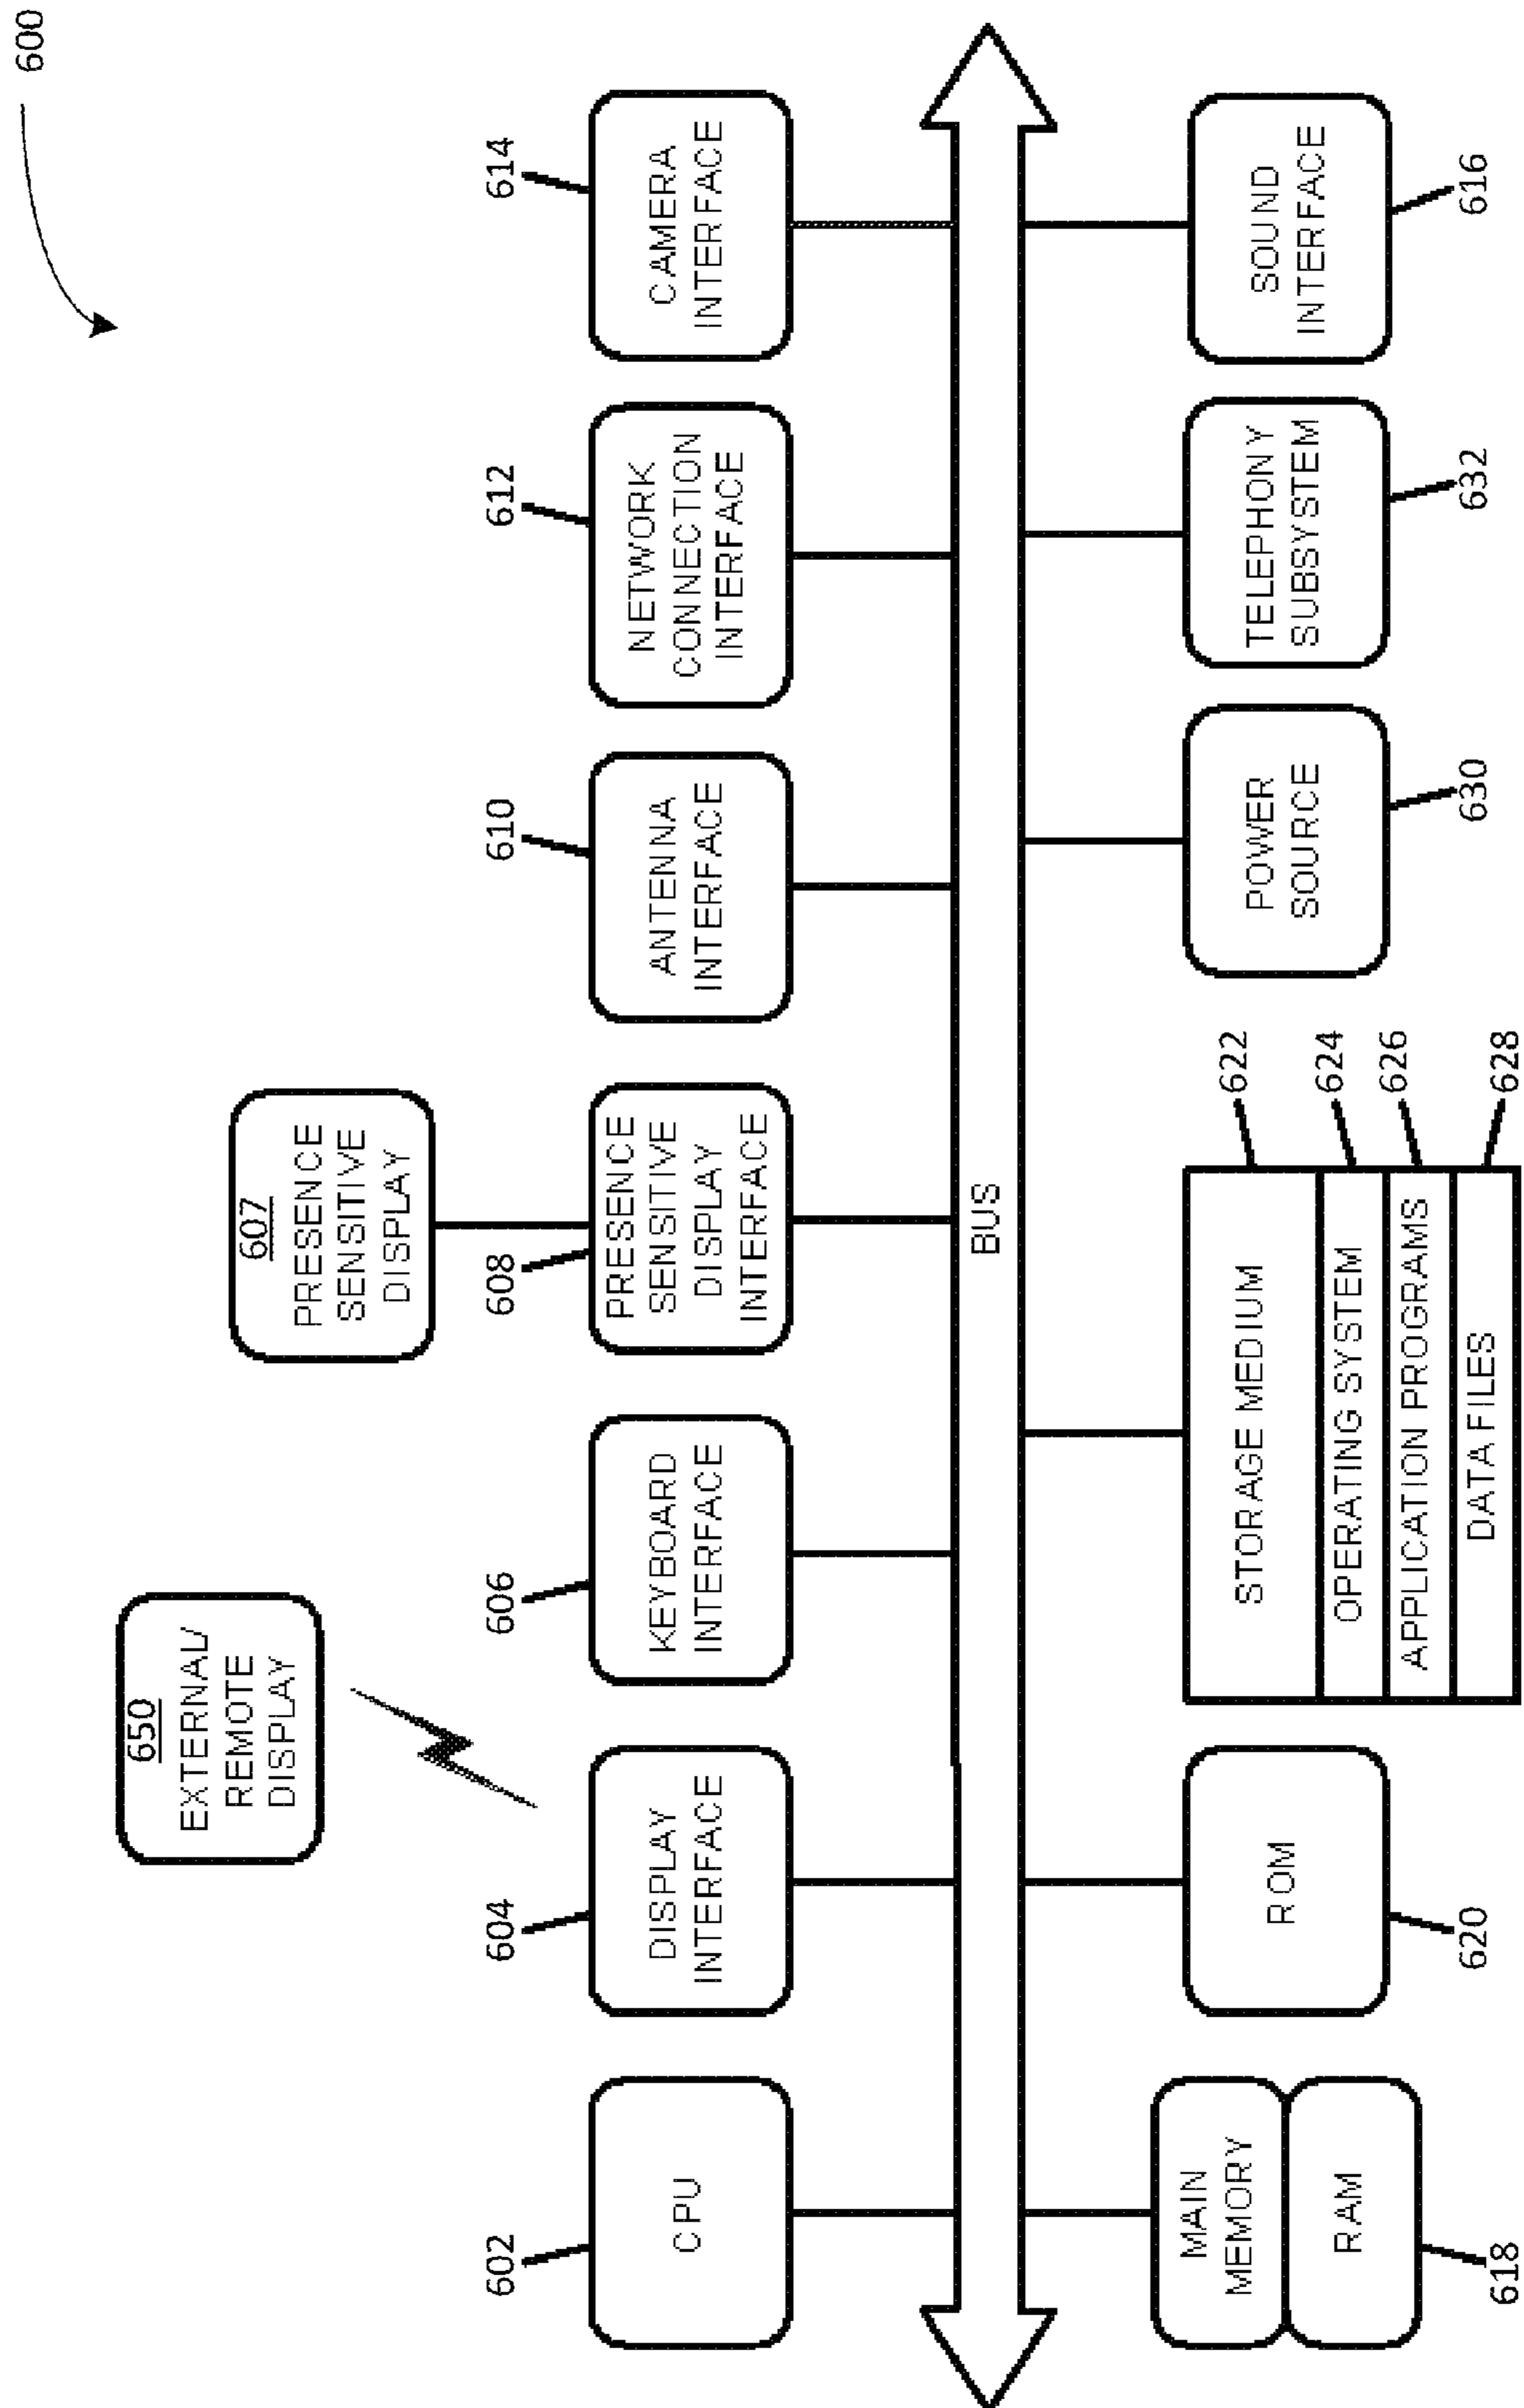 600
650
EXTERNAL/
REMOTE
DISPLAY
607
PRESENCE
SENSITIVE
DISPLAY
602
CPU
604
DISPLAY
INTERFACE
606
KEYBOARD
INTERFACE
608
PRESENCE
SENSITIVE
DISPLAY
INTERFACE
610
ANTENNA
INTERFACE
612
NETWORK
CONNECTION
INTERFACE
614
CAMERA
INTERFACE
BUS
MAIN
MEMORY
RAM
618
ROM
620
STORAGE MEDIUM
622
OPERATING SYSTEM
624
APPLICATION PROGRAMS
626
DATA FILES
628
POWER
SOURCE
630
TELEPHONY
SUBSYSTEM
632
SOUND
INTERFACE
616